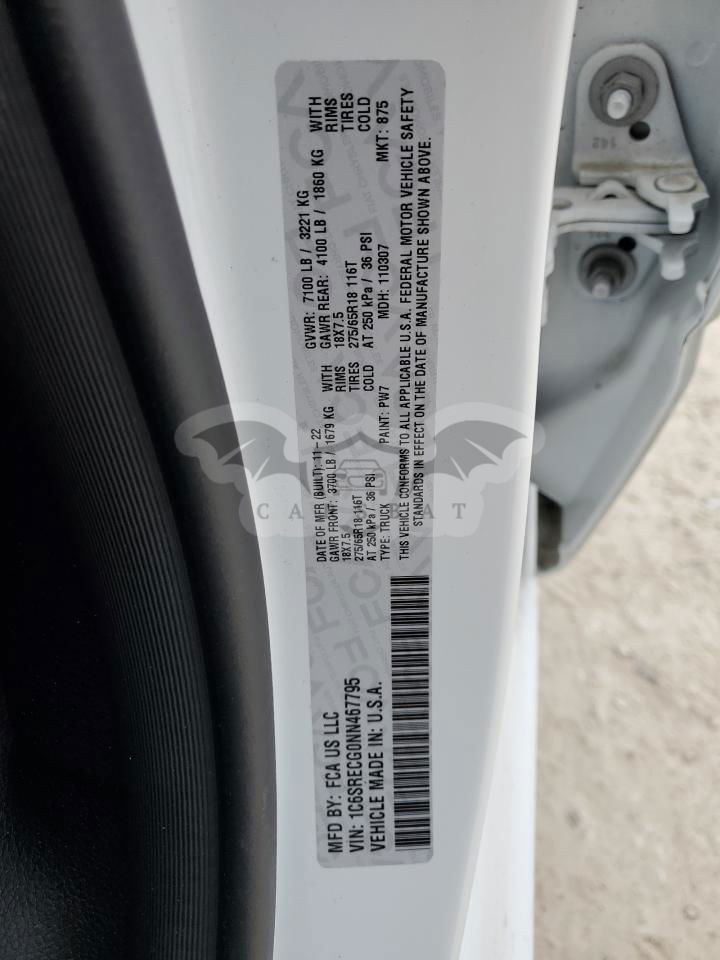 MFD BY: FCA US LLC
VIN: 1C6SRECG0NN467795
VEHICLE MADE IN: U.S.A.
DATE OF MFR (BUILT): 11-22
GAWR FRONT: 3700 LB / 1679 KG WITH
18X7.5 RIMS
275/65R18 116T TIRES
AT 250 kPa / 36 PSI COLD
TYPE: TRUCK PAINT: PW7
GVWR: 7100 LB / 3221 KG
GAWR REAR: 4100 LB / 1860 KG WITH
18X7.5 RIMS
275/65R18 116T TIRES
AT 250 kPa / 36 PSI COLD
MDH: 110307 MKT: 875
THIS VEHICLE CONFORMS TO ALL APPLICABLE U.S.A. FEDERAL MOTOR VEHICLE SAFETY
STANDARDS IN EFFECT ON THE DATE OF MANUFACTURE SHOWN ABOVE.
142